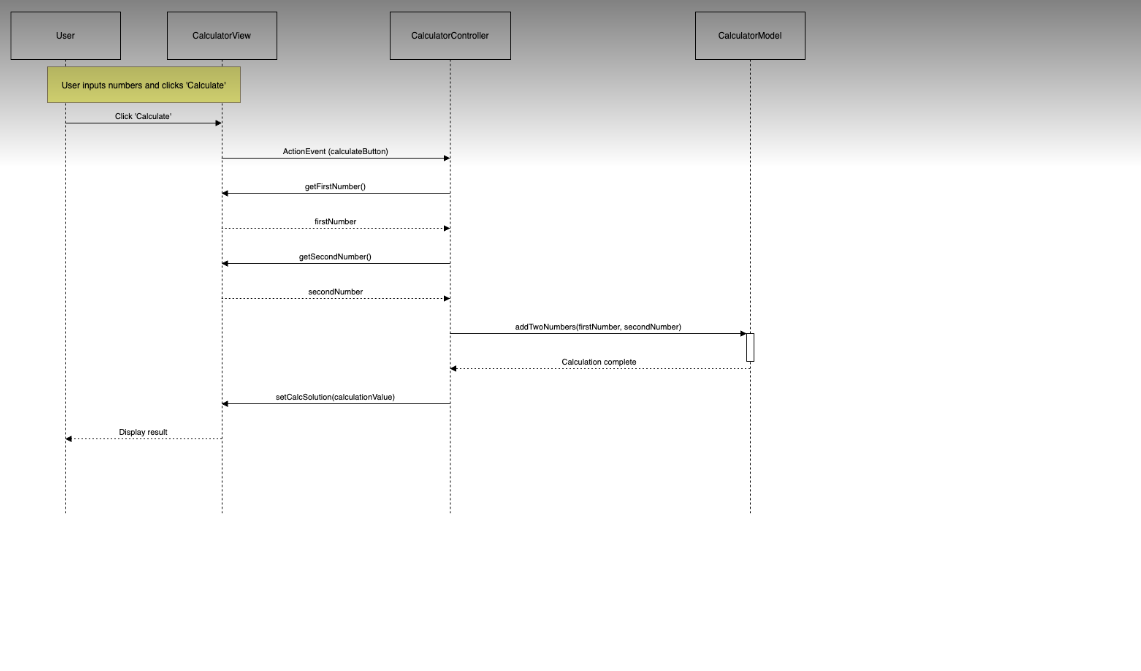 User
CalculatorView
CalculatorController
CalculatorModel
User inputs numbers and clicks 'Calculate'
Click 'Calculate'
ActionEvent (calculateButton)
getFirstNumber()
firstNumber
getSecondNumber()
secondNumber
addTwoNumbers(firstNumber, secondNumber)
Calculation complete
setCalcSolution(calculationValue)
Display result